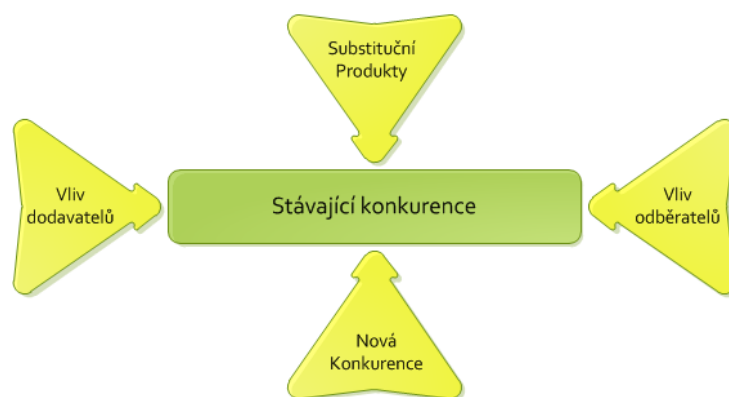 Substituční
Produkty
Vliv
dodavatelů
Stávající konkurence
Vliv
odběratelů
Nová
Konkurence